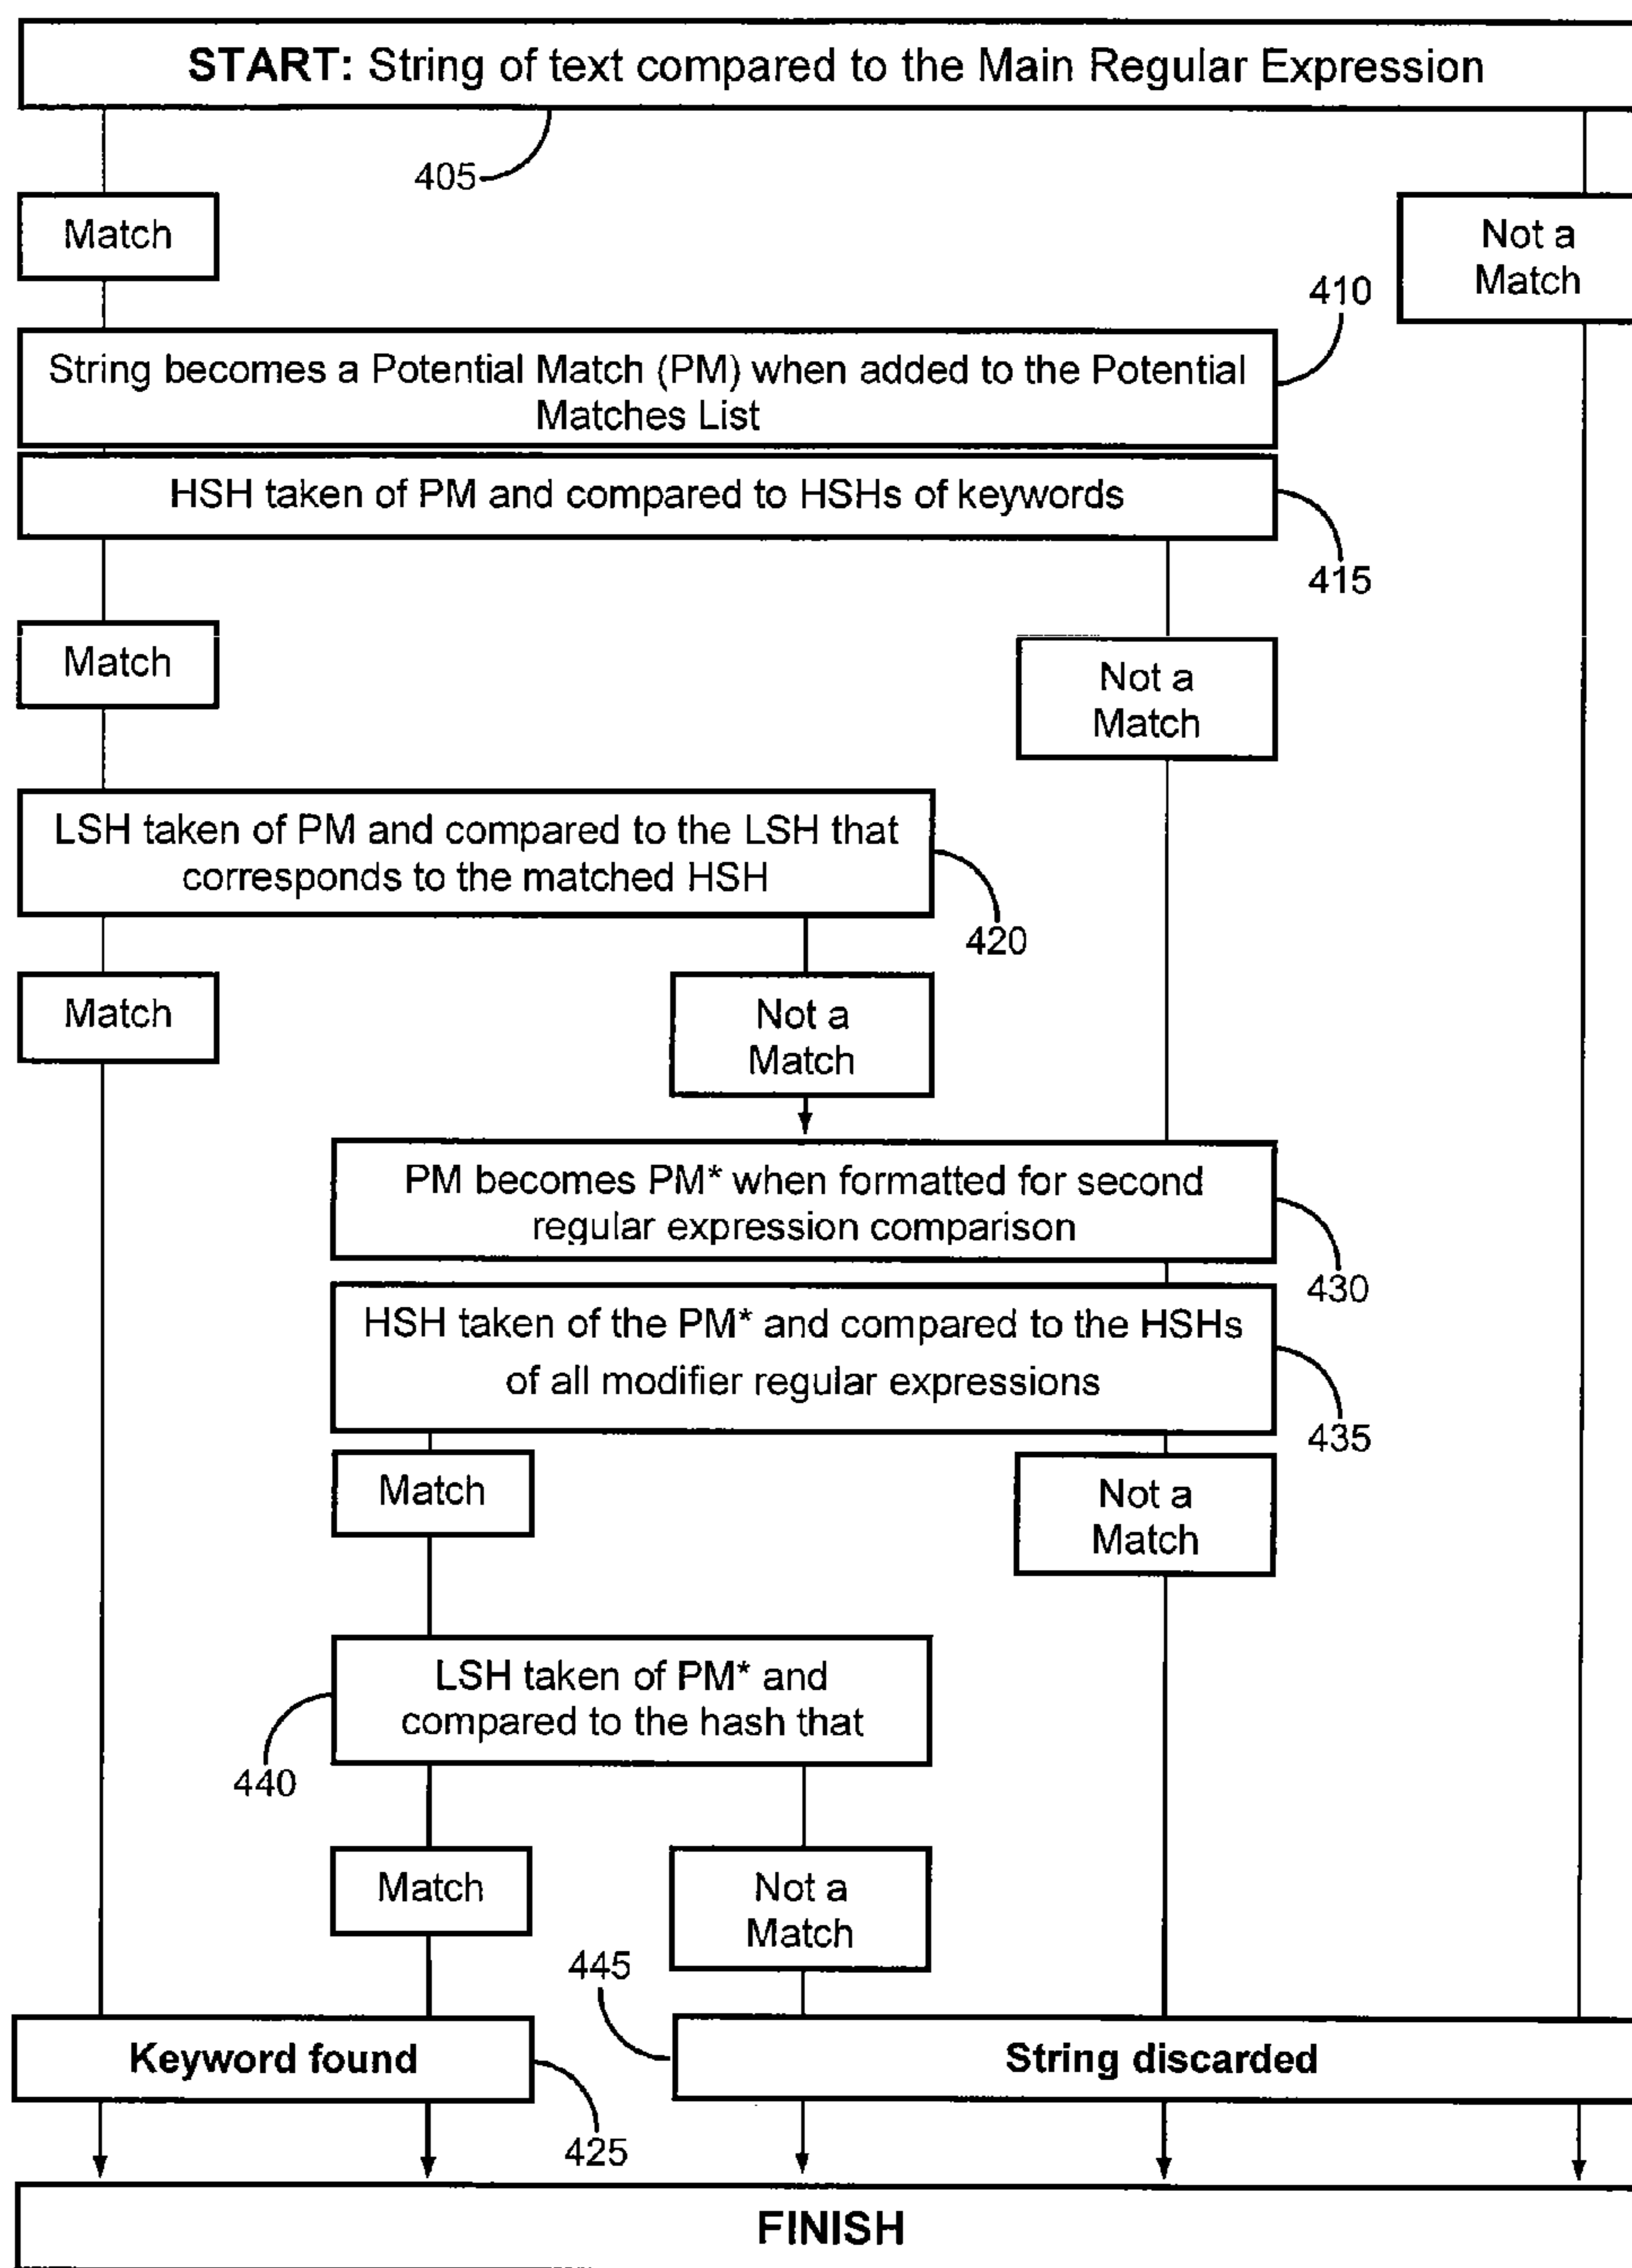 START: String of text compared to the Main Regular Expression
405
Match
Not a
Match
410
String becomes a Potential Match (PM) when added to the Potential
Matches List
HSH taken of PM and compared to HSHs of keywords
415
Match
Not a
Match
LSH taken of PM and compared to the LSH that
corresponds to the matched HSH
420
Match
Not a
Match
PM becomes PM* when formatted for second
regular expression comparison
430
HSH taken of the PM* and compared to the HSHs
of all modifier regular expressions
435
Match
Not a
Match
LSH taken of PM* and
compared to the hash that
440
Match
Not a
Match
445
Keyword found
String discarded
425
FINISH